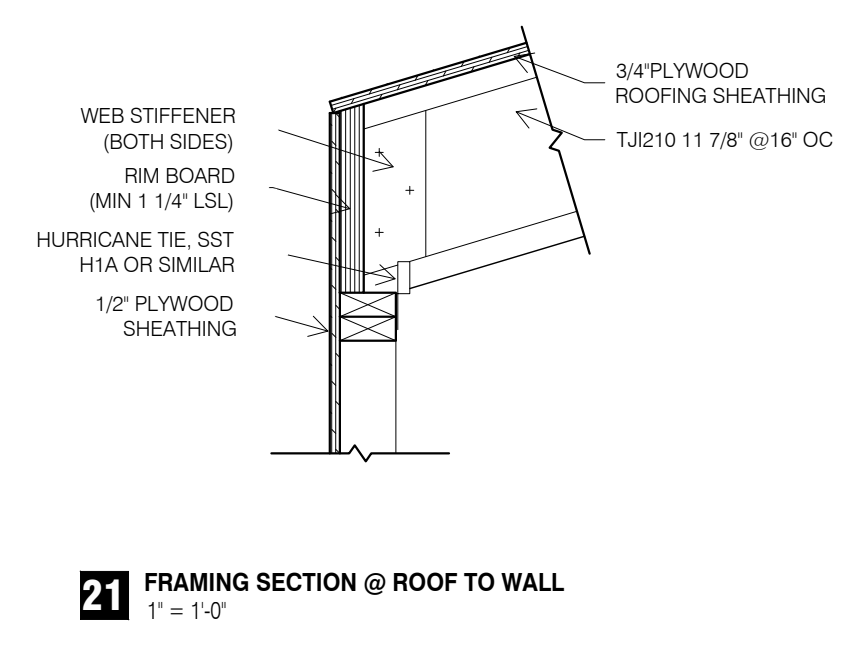 3/4"PLYWOOD
ROOFING SHEATHING
TJI210 11 7/8" @16" OC
WEB STIFFENER
(BOTH SIDES)
RIM BOARD
(MIN 1 1/4" LSL)
HURRICANE TIE, SST
H1A OR SIMILAR
1/2" PLYWOOD
SHEATHING
21 FRAMING SECTION @ ROOF TO WALL
1" = 1'-0"